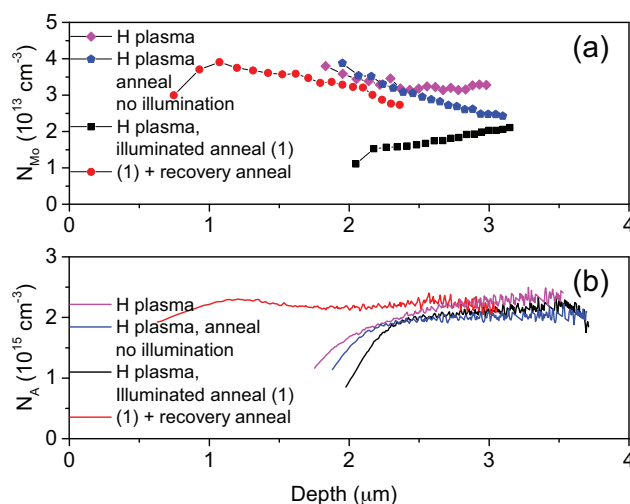 5
4
3
2
1
0
N_Mo (10^13 cm^-3)
(a)
H plasma
H plasma
anneal
no illumination
H plasma,
illuminated anneal (1)
(1) + recovery anneal
0 1 2 3 4
3
2
1
0
N_A (10^15 cm^-3)
(b)
H plasma
H plasma, anneal
no illumination
H plasma,
Illuminated anneal (1)
(1) + recovery anneal
0 1 2 3 4
Depth (μm)